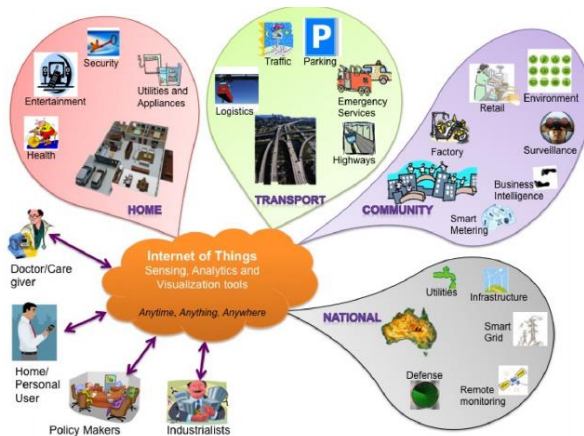 Security
Entertainment
Utilities and
Appliances
Health
HOME
Traffic
Parking
P
Logistics
Emergency
Services
Highways
TRANSPORT
Retail
Environment
Factory
Surveillance
Business
Intelligence
COMMUNITY
Smart
Metering
Internet of Things
Sensing, Analytics and
Visualization tools
Anytime, Anything, Anywhere
Doctor/Care
giver
Home/
Personal
User
Policy Makers
Industrialists
NATIONAL
Utilities
Infrastructure
Smart
Grid
Defense
Remote
monitoring